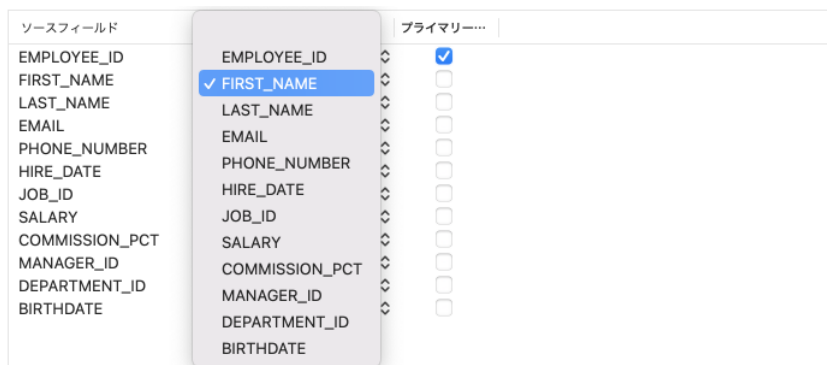 ソースフィールド プライマリー…
EMPLOYEE_ID
FIRST_NAME
LAST_NAME
EMAIL
PHONE_NUMBER
HIRE_DATE
JOB_ID
SALARY
COMMISSION_PCT
MANAGER_ID
DEPARTMENT_ID
BIRTHDATE
EMPLOYEE_ID
✓ FIRST_NAME
LAST_NAME
EMAIL
PHONE_NUMBER
HIRE_DATE
JOB_ID
SALARY
COMMISSION_PCT
MANAGER_ID
DEPARTMENT_ID
BIRTHDATE